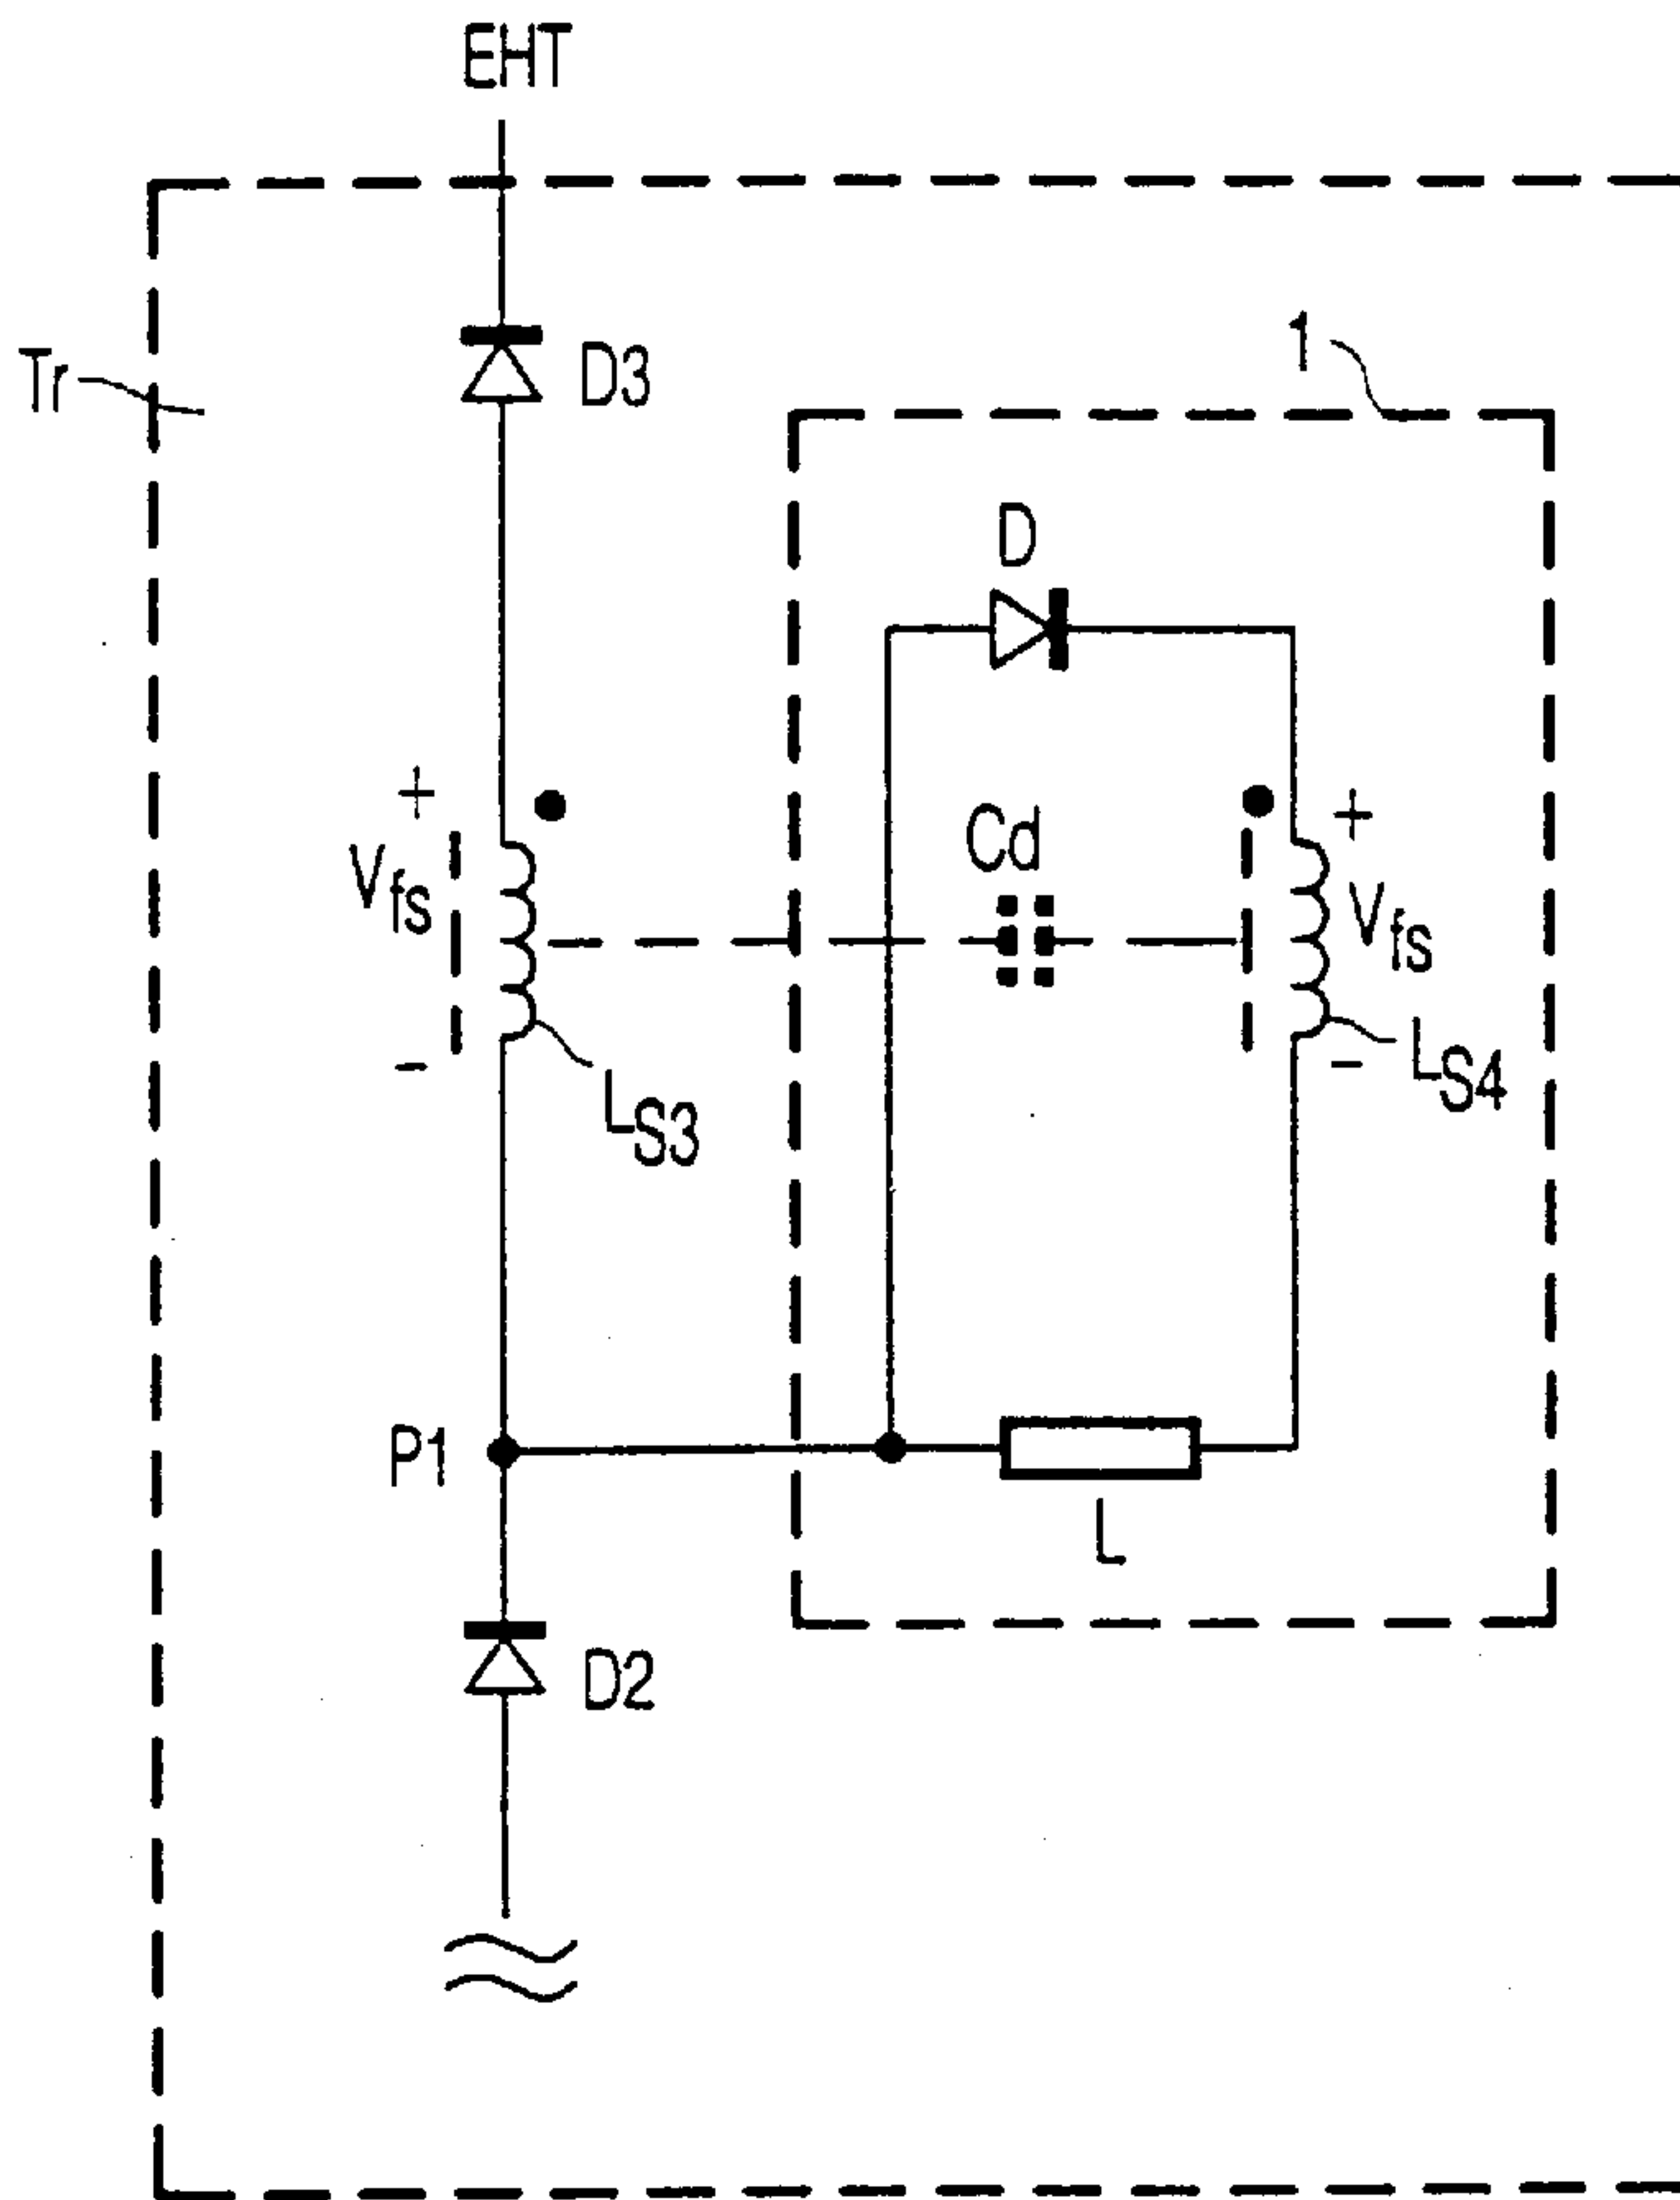 EHT
Tr
D3
1
D
+
Vfs
-
Cd
+
Vfs
-
LS3
LS4
P1
L
D2